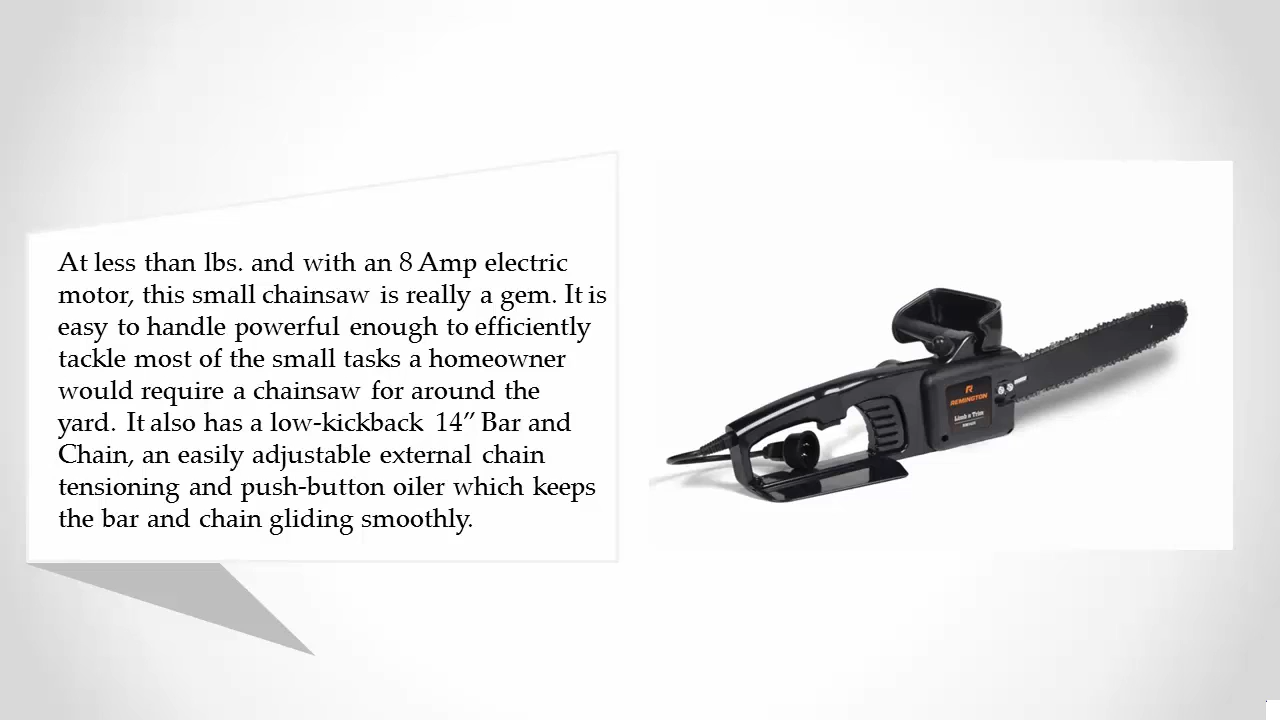 At less than lbs. and with an 8 Amp electric
motor, this small chainsaw is really a gem. It is
easy to handle powerful enough to efficiently
tackle most of the small tasks a homeowner
would require a chainsaw for around the
yard. It also has a low-kickback 14” Bar and
Chain, an easily adjustable external chain
tensioning and push-button oiler which keeps
the bar and chain gliding smoothly.
R
REMINGTON
Limb n Trim